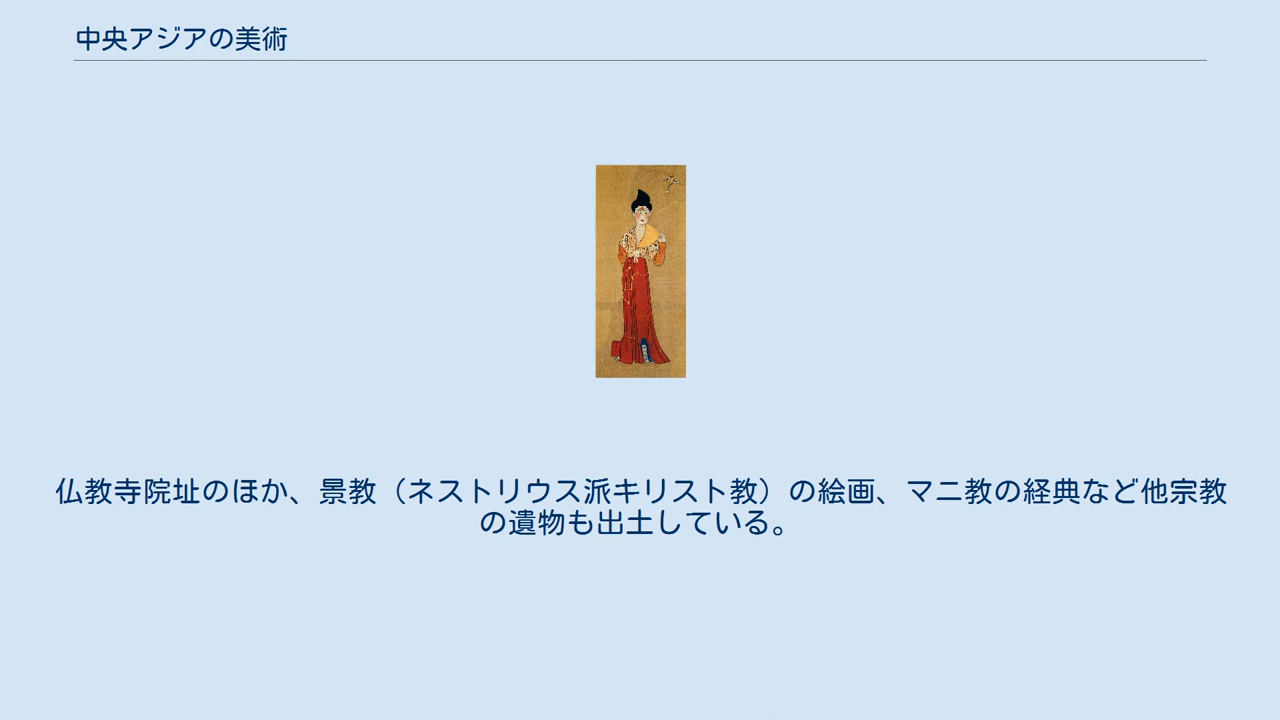 中央アジアの美術
仏教寺院址のほか、景教（ネストリウス派キリスト教）の絵画、マニ教の経典など他宗教
の遺物も出土している。